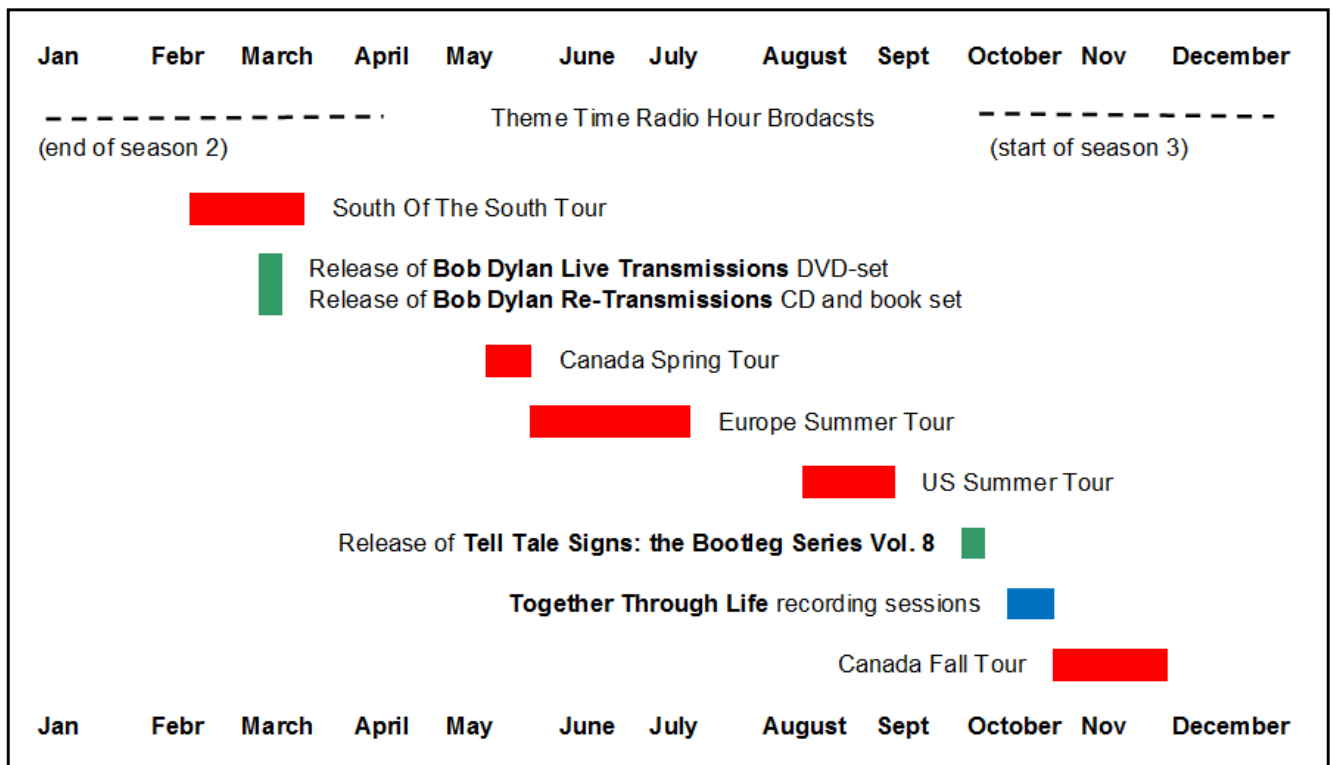 Jan Febr March April May June July August Sept October Nov December
Theme Time Radio Hour Brodacsts
(end of season 2) (start of season 3)
South Of The South Tour
Release of Bob Dylan Live Transmissions DVD-set
Release of Bob Dylan Re-Transmissions CD and book set
Canada Spring Tour
Europe Summer Tour
US Summer Tour
Release of Tell Tale Signs: the Bootleg Series Vol. 8
Together Through Life recording sessions
Canada Fall Tour
Jan Febr March April May June July August Sept October Nov December